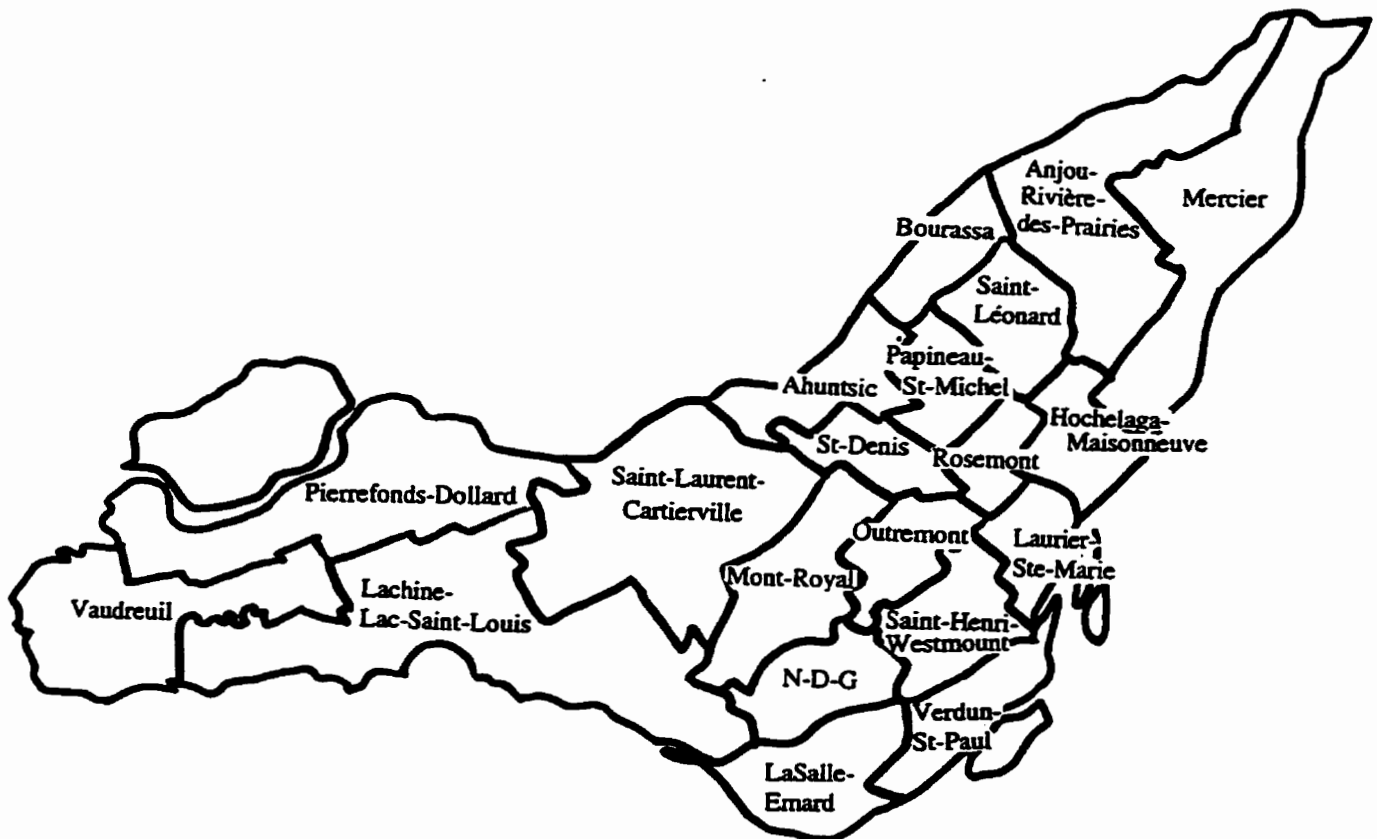 Anjou-
Rivière-
des-Prairies
Mercier
Bourassa
Saint-
Léonard
Papineau-
St-Michel
Ahuntsic
Hochelaga-
Maisonneuve
St-Denis
Rosemont
Saint-Laurent-
Cartierville
Pierrefonds-Dollard
Outremont
Laurier-
Ste-Marie
Mont-Royal
Lachine-
Lac-Saint-Louis
Vaudreuil
Saint-Henri-
Westmount
N-D-G
Verdun-
St-Paul
LaSalle-
Emard